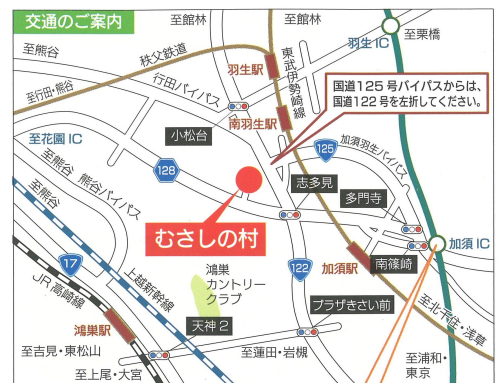 交通のご案内
至館林
至館林
至栗橋
羽生IC
至熊谷
秩父鉄道
羽生駅
東武伊勢崎線
行田バイパス
至行田・熊谷
国道125号バイパスからは、
国道122号を左折してください。
南羽生駅
小松台
至花園IC
125
加須羽生バイパス
128
志多見
多門寺
至熊谷
熊谷バイパス
至熊谷
むさしの村
加須IC
南篠崎
加須駅
122
17
上越新幹線
JR高崎線
鴻巣
カントリー
クラブ
天神2
プラザきさい前
鴻巣駅
至北千住・浅草
至吉見・東松山
至蓮田・岩槻
至浦和・
東京
至上尾・大宮